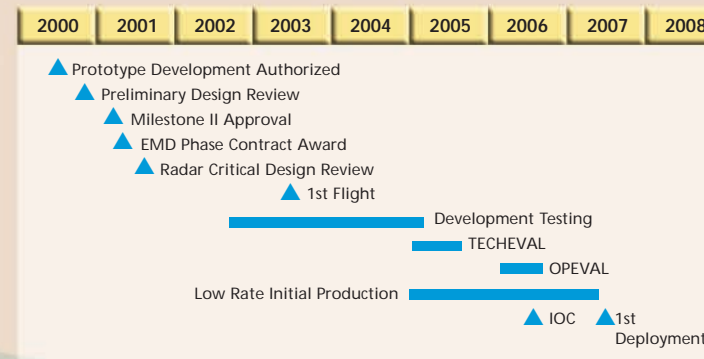 2000 2001 2002 2003 2004 2005 2006 2007 2008
Prototype Development Authorized
Preliminary Design Review
Milestone II Approval
EMD Phase Contract Award
Radar Critical Design Review
1st Flight
Development Testing
TECHEVAL
OPEVAL
Low Rate Initial Production
IOC 1st
Deployment